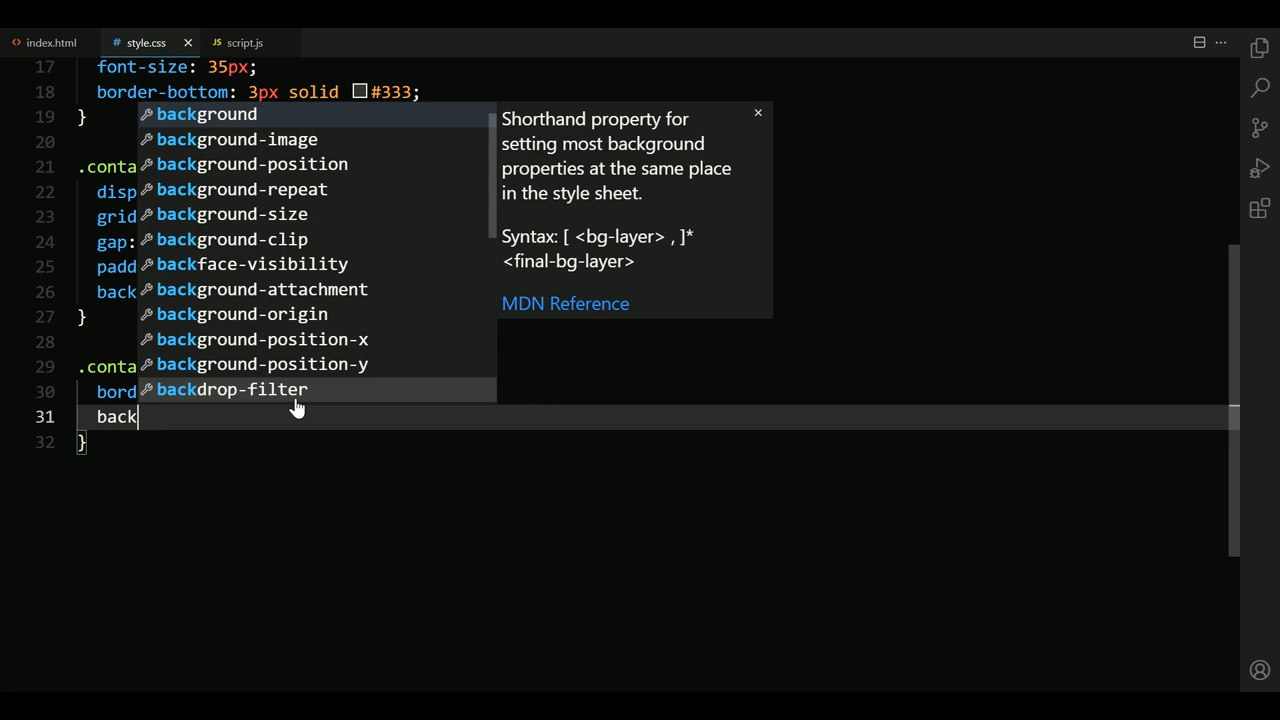 index.html
style.css
JS script.js
17 font-size: 35px;
18 border-bottom: 3px solid #333;
19 }
20
21 .conta
22 disp
23 grid
24 gap:
25 padd
26 back
27 }
28
29 .conta
30 bord
31 back
32 }
background
background-image
background-position
background-repeat
background-size
background-clip
backface-visibility
background-attachment
background-origin
background-position-x
background-position-y
backdrop-filter
Shorthand property for
setting most background
properties at the same place
in the style sheet.
Syntax: [ <bg-layer> , ]*
<final-bg-layer>
MDN Reference